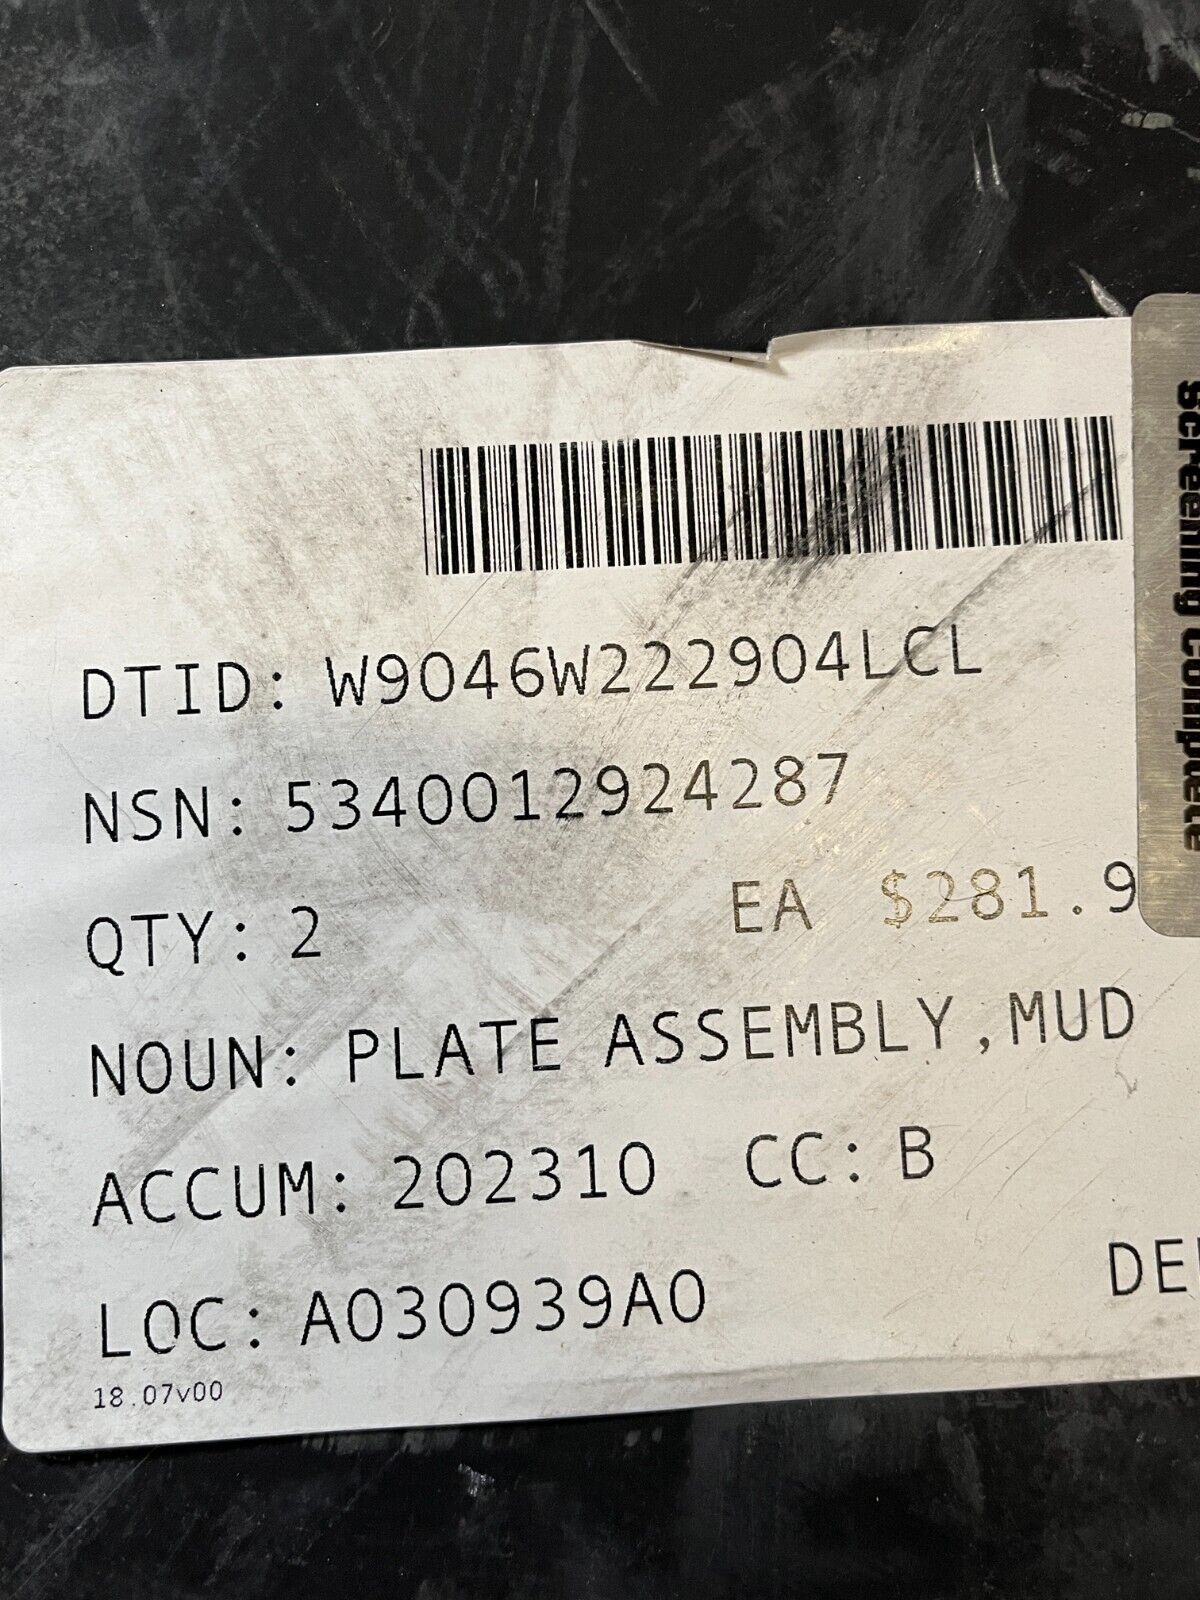 DTID: W9046W222904LCL
NSN: 5340012924287
QTY: 2 EA $281.9
NOUN: PLATE ASSEMBLY,MUD
ACCUM: 202310 CC: B
LOC: A030939A0
18.07v00
Screening Complete